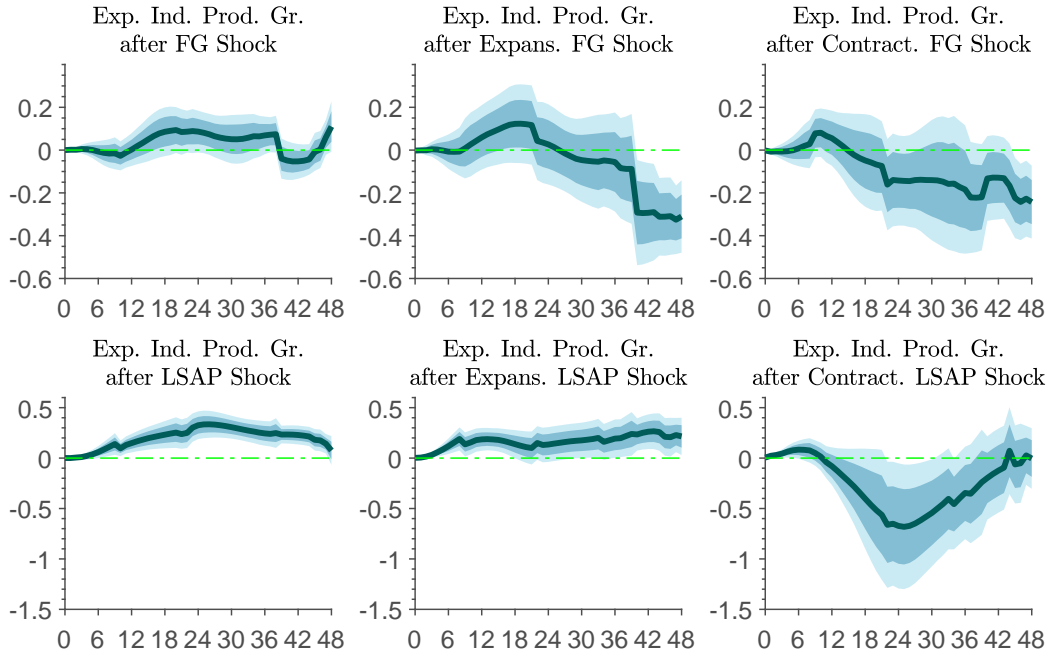 Exp. Ind. Prod. Gr.
after FG Shock
0.2
0
-0.2
-0.4
-0.6
0 6 12 18 24 30 36 42 48
Exp. Ind. Prod. Gr.
after Expans. FG Shock
0.2
0
-0.2
-0.4
-0.6
0 6 12 18 24 30 36 42 48
Exp. Ind. Prod. Gr.
after Contract. FG Shock
0.2
0
-0.2
-0.4
-0.6
0 6 12 18 24 30 36 42 48
Exp. Ind. Prod. Gr.
after LSAP Shock
0.5
0
-0.5
-1
-1.5
0 6 12 18 24 30 36 42 48
Exp. Ind. Prod. Gr.
after Expans. LSAP Shock
0.5
0
-0.5
-1
-1.5
0 6 12 18 24 30 36 42 48
Exp. Ind. Prod. Gr.
after Contract. LSAP Shock
0.5
0
-0.5
-1
-1.5
0 6 12 18 24 30 36 42 48